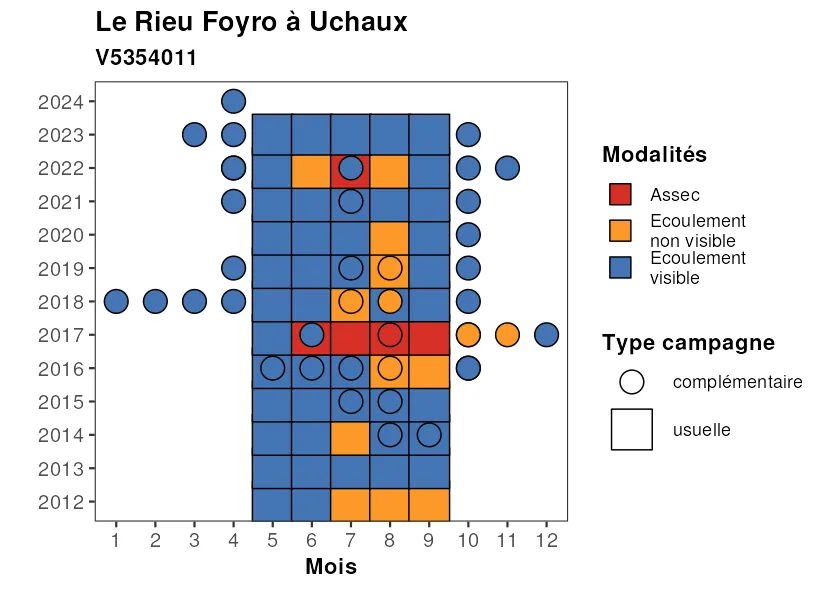 Le Rieu Foyro à Uchaux
V5354011
2024
2023
2022
2021
2020
2019
2018
2017
2016
2015
2014
2013
2012
1 2 3 4 5 6 7 8 9 10 11 12
Mois
Modalités
Assec
Ecoulement
non visible
Ecoulement
visible
Type campagne
complémentaire
usuelle